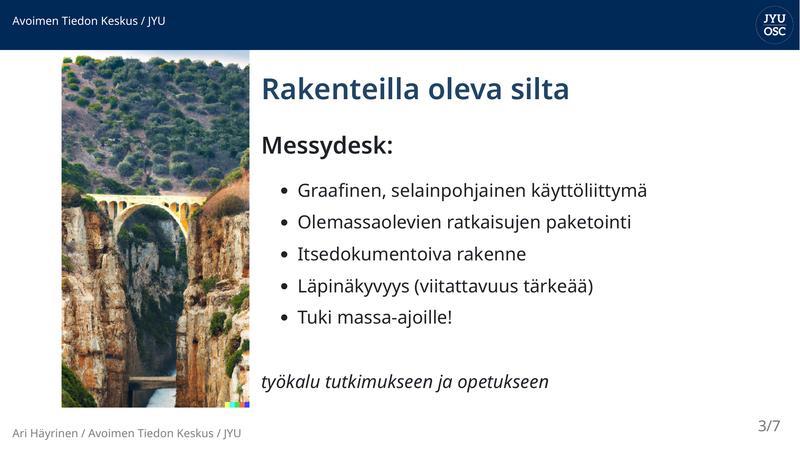 Avoimen Tiedon Keskus / JYU
JYU
OSC
Rakenteilla oleva silta
Messydesk:
• Graafinen, selainpohjainen käyttöliittymä
• Olemassaolevien ratkaisujen paketointi
• Itsedokumentoiva rakenne
• Läpinäkyvyys (viitattavuus tärkeää)
• Tuki massa-ajoille!
työkalu tutkimukseen ja opetukseen
Ari Häyrinen / Avoimen Tiedon Keskus / JYU
3/7